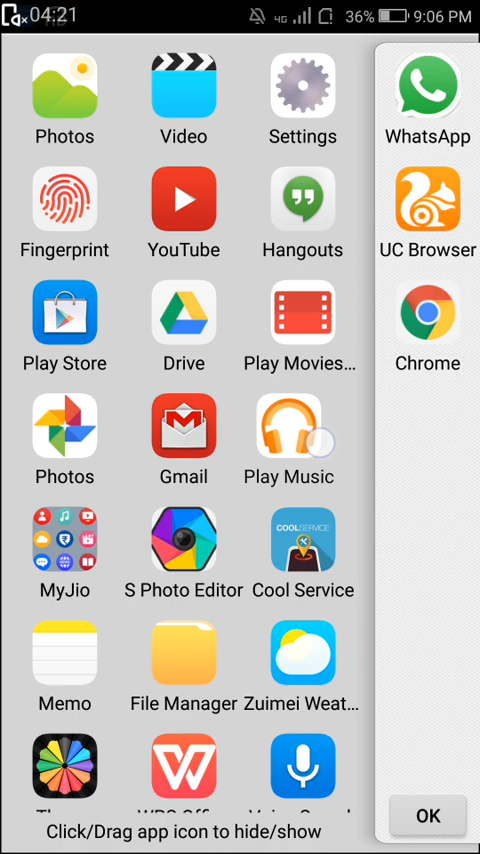 04:21
4G 36% 9:06 PM
Photos Video Settings WhatsApp
Fingerprint YouTube Hangouts UC Browser
Play Store Drive Play Movies… Chrome
Photos Gmail Play Music
COOLSERVICE
MyJio S Photo Editor Cool Service
Memo File Manager Zuimei Weat…
Click/Drag app icon to hide/show
OK